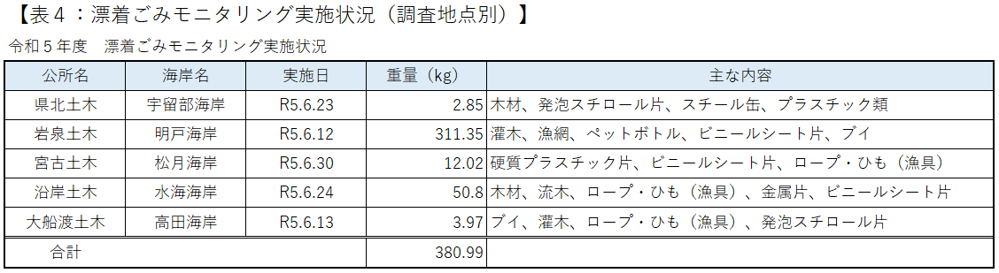 【表４：漂着ごみモニタリング実施状況（調査地点別）】
令和５年度　漂着ごみモニタリング実施状況
公所名 海岸名 実施日 重量（kg） 主な内容
県北土木 宇留部海岸 R5.6.23 2.85 木材、発泡スチロール片、スチール缶、プラスチック類
岩泉土木 明戸海岸 R5.6.12 311.35 灌木、漁網、ペットボトル、ビニールシート片、ブイ
宮古土木 松月海岸 R5.6.30 12.02 硬質プラスチック片、ビニールシート片、ロープ・ひも（漁具）
沿岸土木 水海海岸 R5.6.24 50.8 木材、流木、ロープ・ひも（漁具）、金属片、ビニールシート片
大船渡土木 高田海岸 R5.6.13 3.97 ブイ、灌木、ロープ・ひも（漁具）、発泡スチロール片
合計 380.99